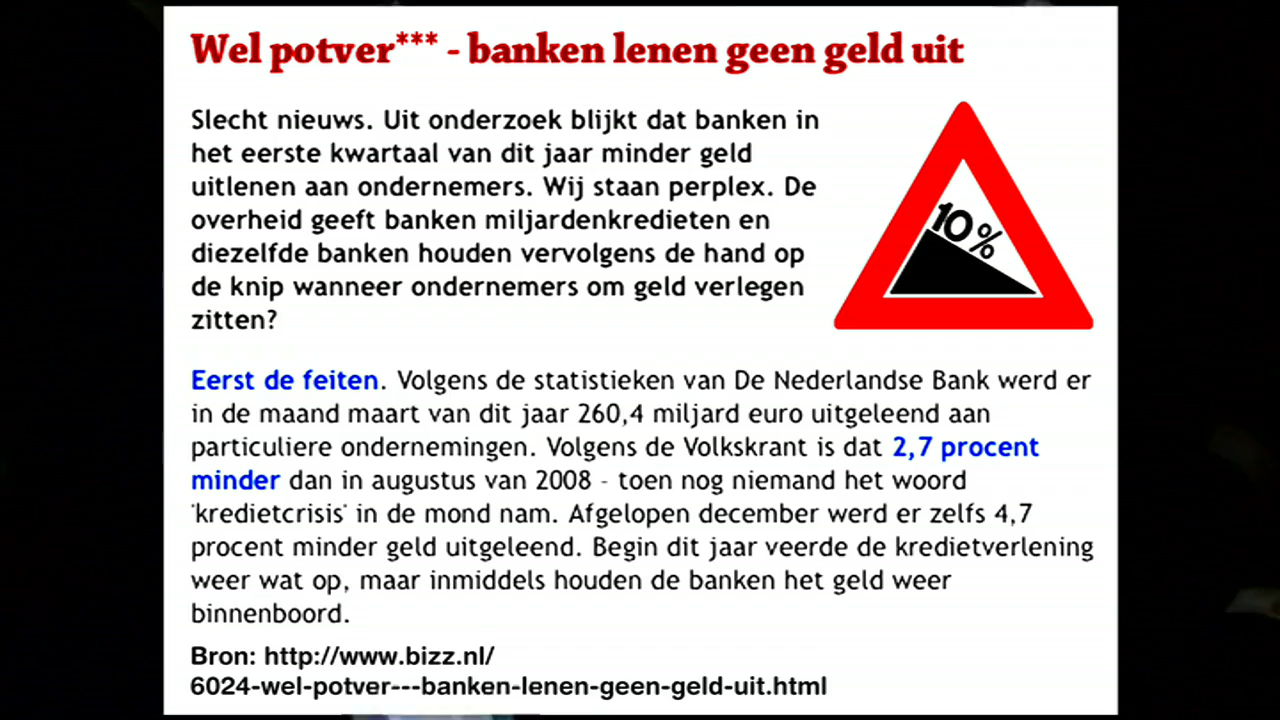 Wel potver*** - banken lenen geen geld uit
Slecht nieuws. Uit onderzoek blijkt dat banken in
het eerste kwartaal van dit jaar minder geld
uitlenen aan ondernemers. Wij staan perplex. De
overheid geeft banken miljardenkredieten en
diezelfde banken houden vervolgens de hand op
de knip wanneer ondernemers om geld verlegen
zitten?
10%
Eerst de feiten. Volgens de statistieken van De Nederlandse Bank werd er
in de maand maart van dit jaar 260,4 miljard euro uitgeleend aan
particuliere ondernemingen. Volgens de Volkskrant is dat 2,7 procent
minder dan in augustus van 2008 - toen nog niemand het woord
'kredietcrisis' in de mond nam. Afgelopen december werd er zelfs 4,7
procent minder geld uitgeleend. Begin dit jaar veerde de kredietverlening
weer wat op, maar inmiddels houden de banken het geld weer
binnenboord.
Bron: http://www.bizz.nl/
6024-wel-potver---banken-lenen-geen-geld-uit.html